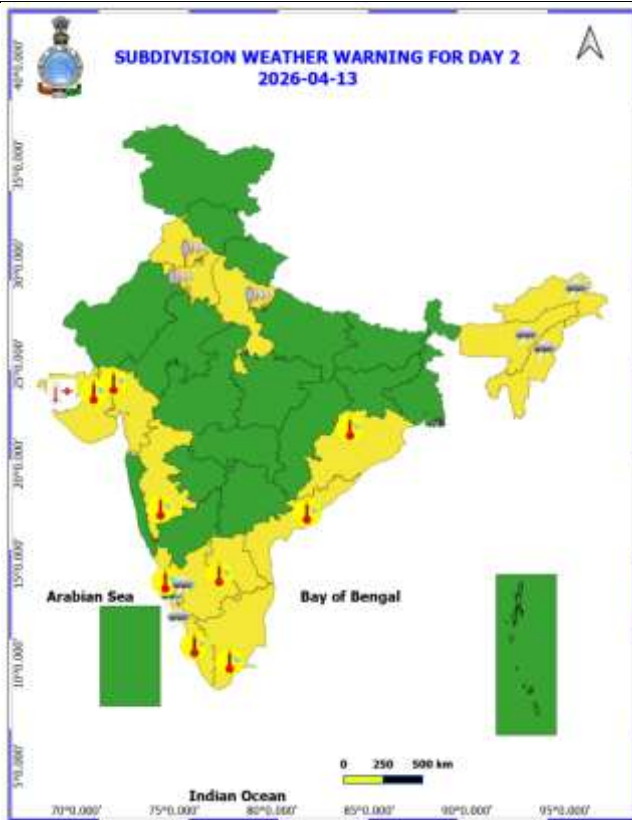 SUBDIVISION WEATHER WARNING FOR DAY 2
2026-04-13
40°0.000'
35°0.000'
30°0.000'
25°0.000'
20°0.000'
15°0.000'
10°0.000'
5°0.000'
Arabian Sea
Bay of Bengal
0 250 500 km
Indian Ocean
70°0.000' 75°0.000' 80°0.000' 85°0.000' 90°0.000' 95°0.000'